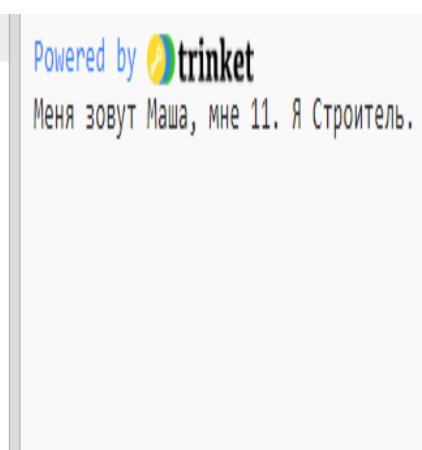 Powered by trinket
Меня зовут Маша, мне 11. Я Строитель.